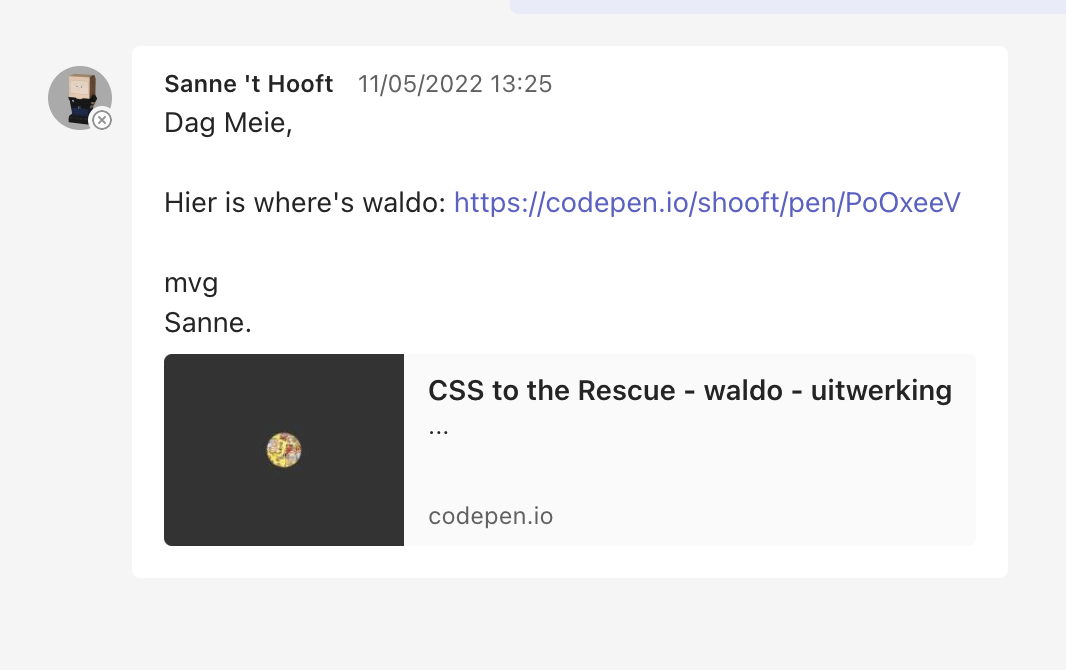 Sanne 't Hooft 11/05/2022 13:25
Dag Meie,
Hier is where's waldo: https://codepen.io/shooft/pen/PoOxeeV
mvg
Sanne.
CSS to the Rescue - waldo - uitwerking
...
codepen.io